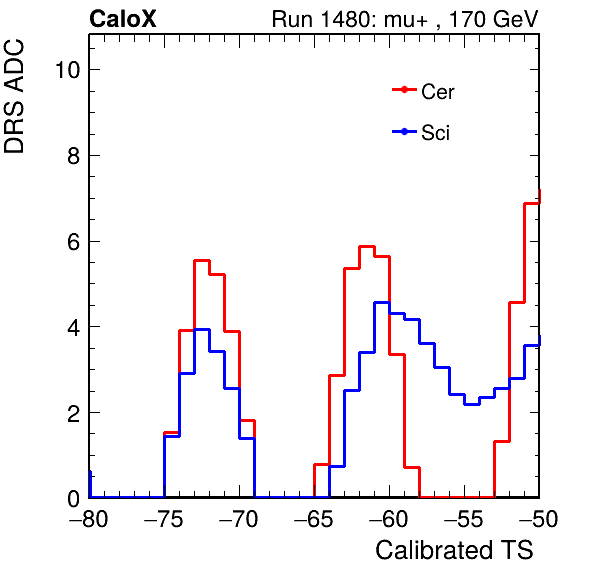 CaloX Run 1480: mu+ , 170 GeV
DRS ADC
10
8
6
4
2
0
Cer
Sci
−80 −75 −70 −65 −60 −55 −50
Calibrated TS